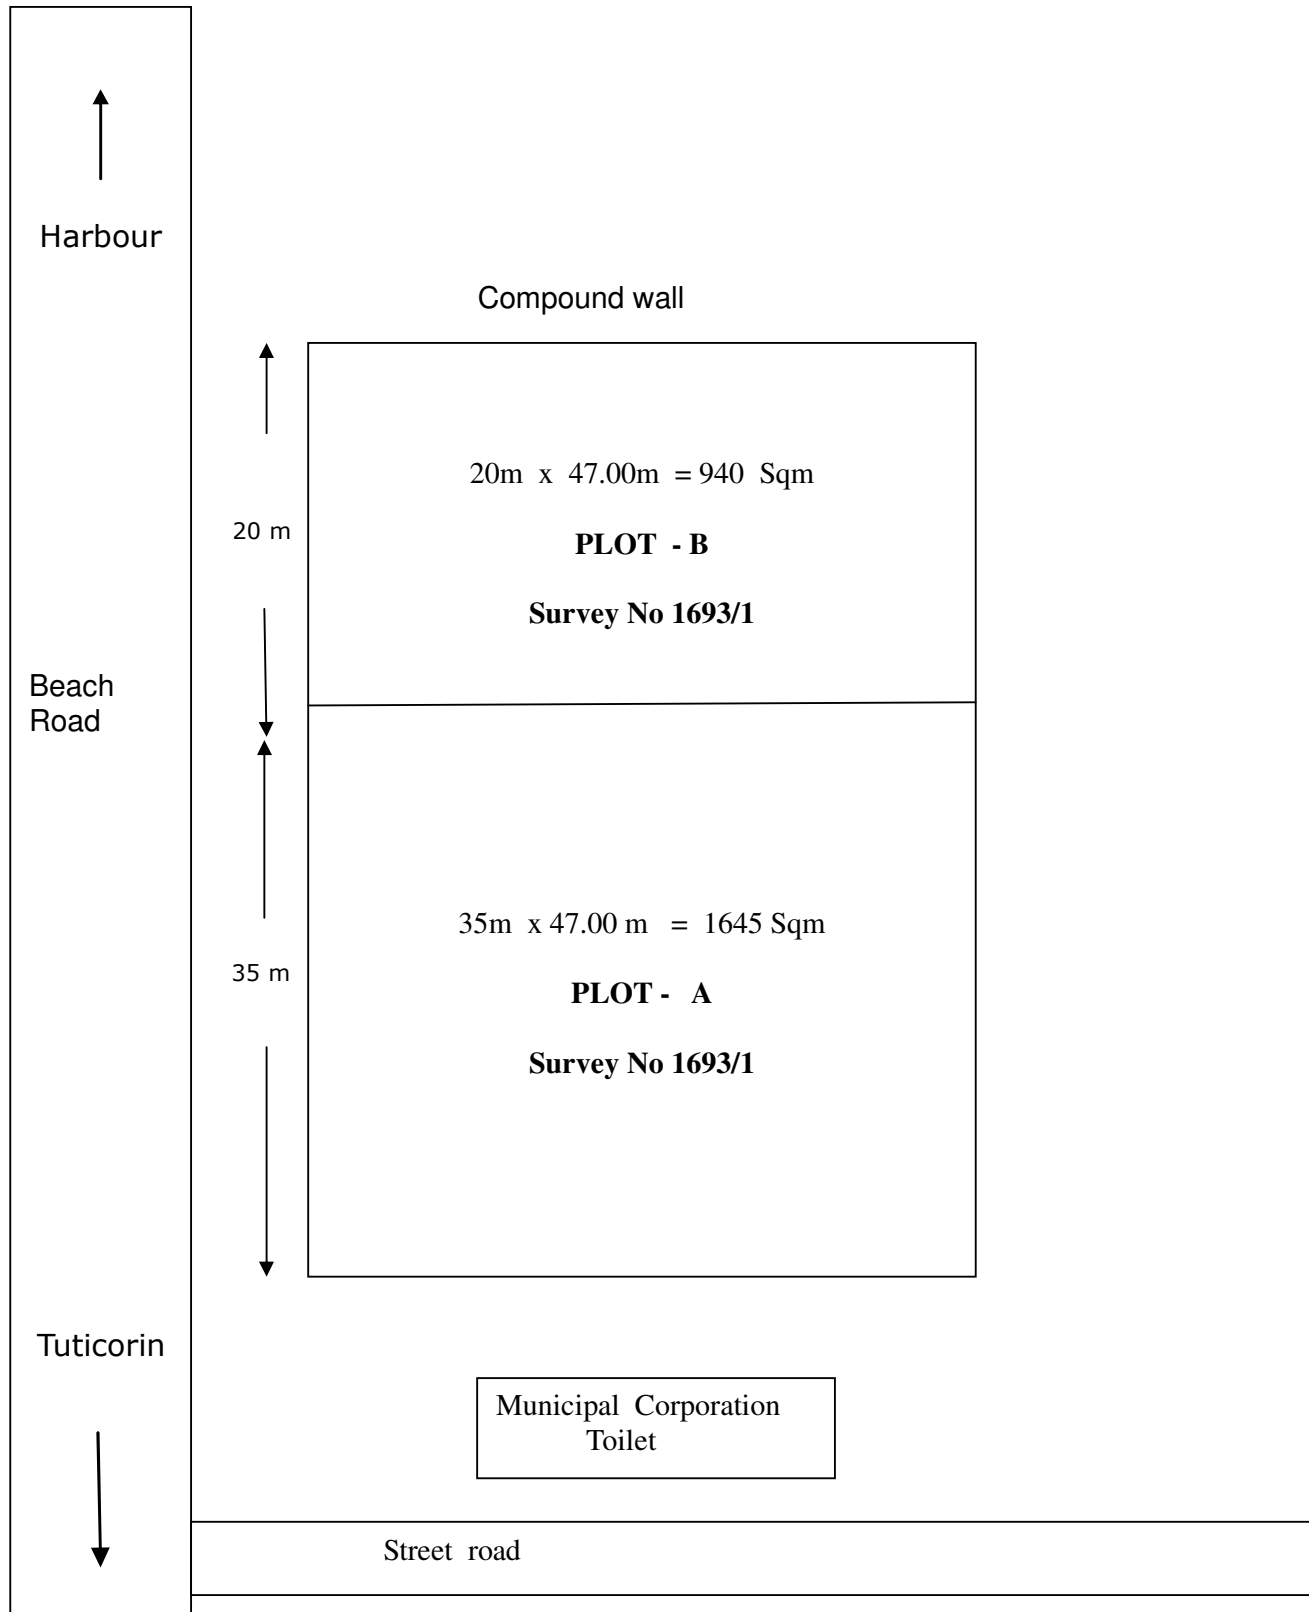 Harbour
Compound wall
20m x 47.00m = 940 Sqm
20 m
PLOT - B
Survey No 1693/1
Beach
Road
35m x 47.00 m = 1645 Sqm
35 m
PLOT - A
Survey No 1693/1
Tuticorin
Municipal Corporation
Toilet
Street road